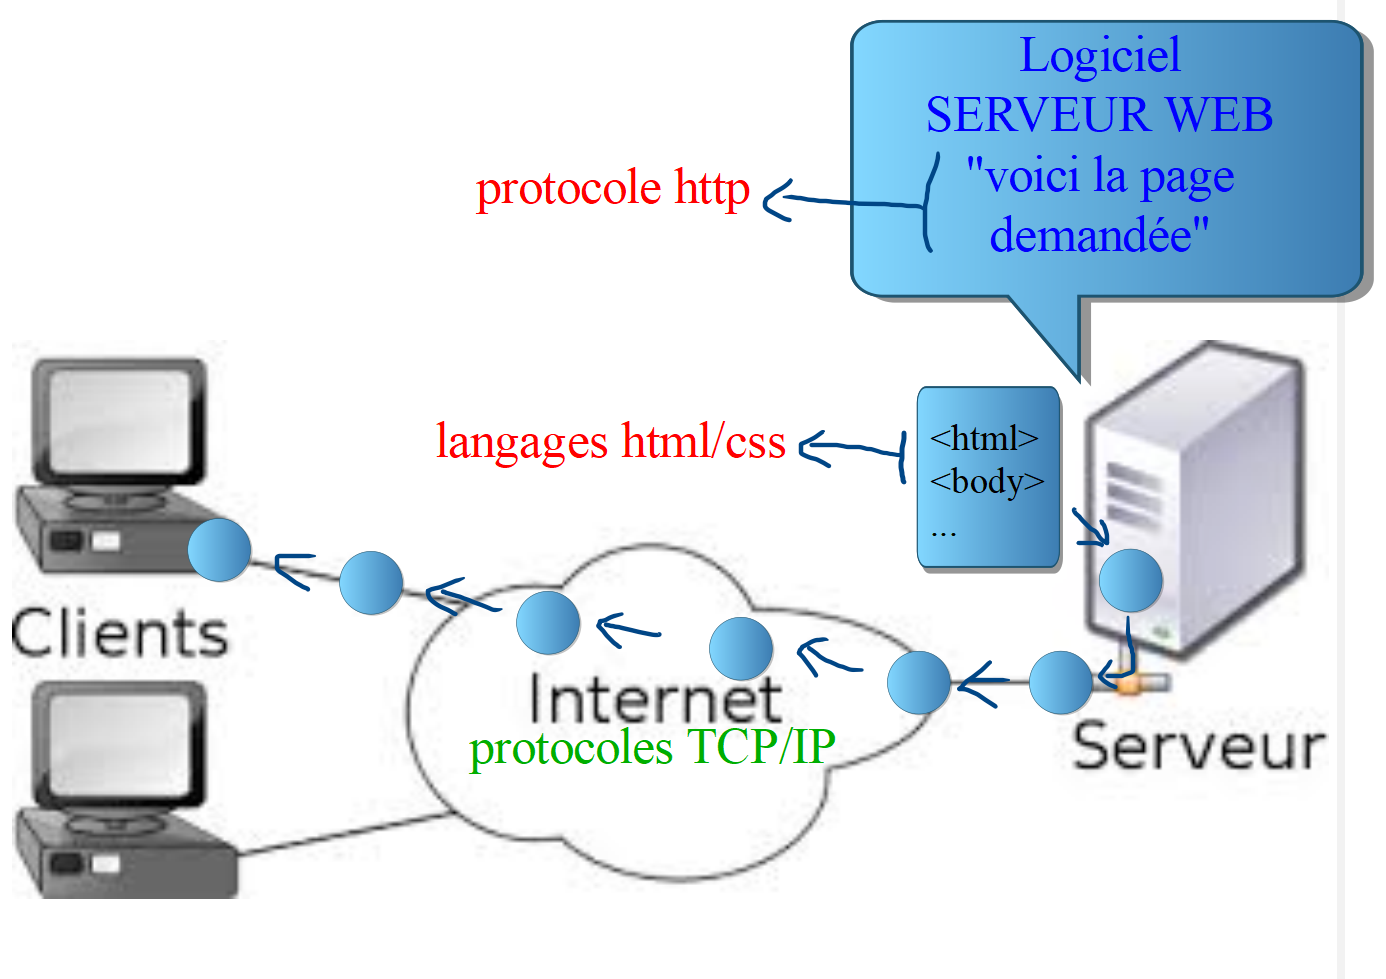 Logiciel
SERVEUR WEB
"voici la page
demandée"
protocole http
langages html/css
<html>
<body>
...
Clients
Internet
protocoles TCP/IP
Serveur